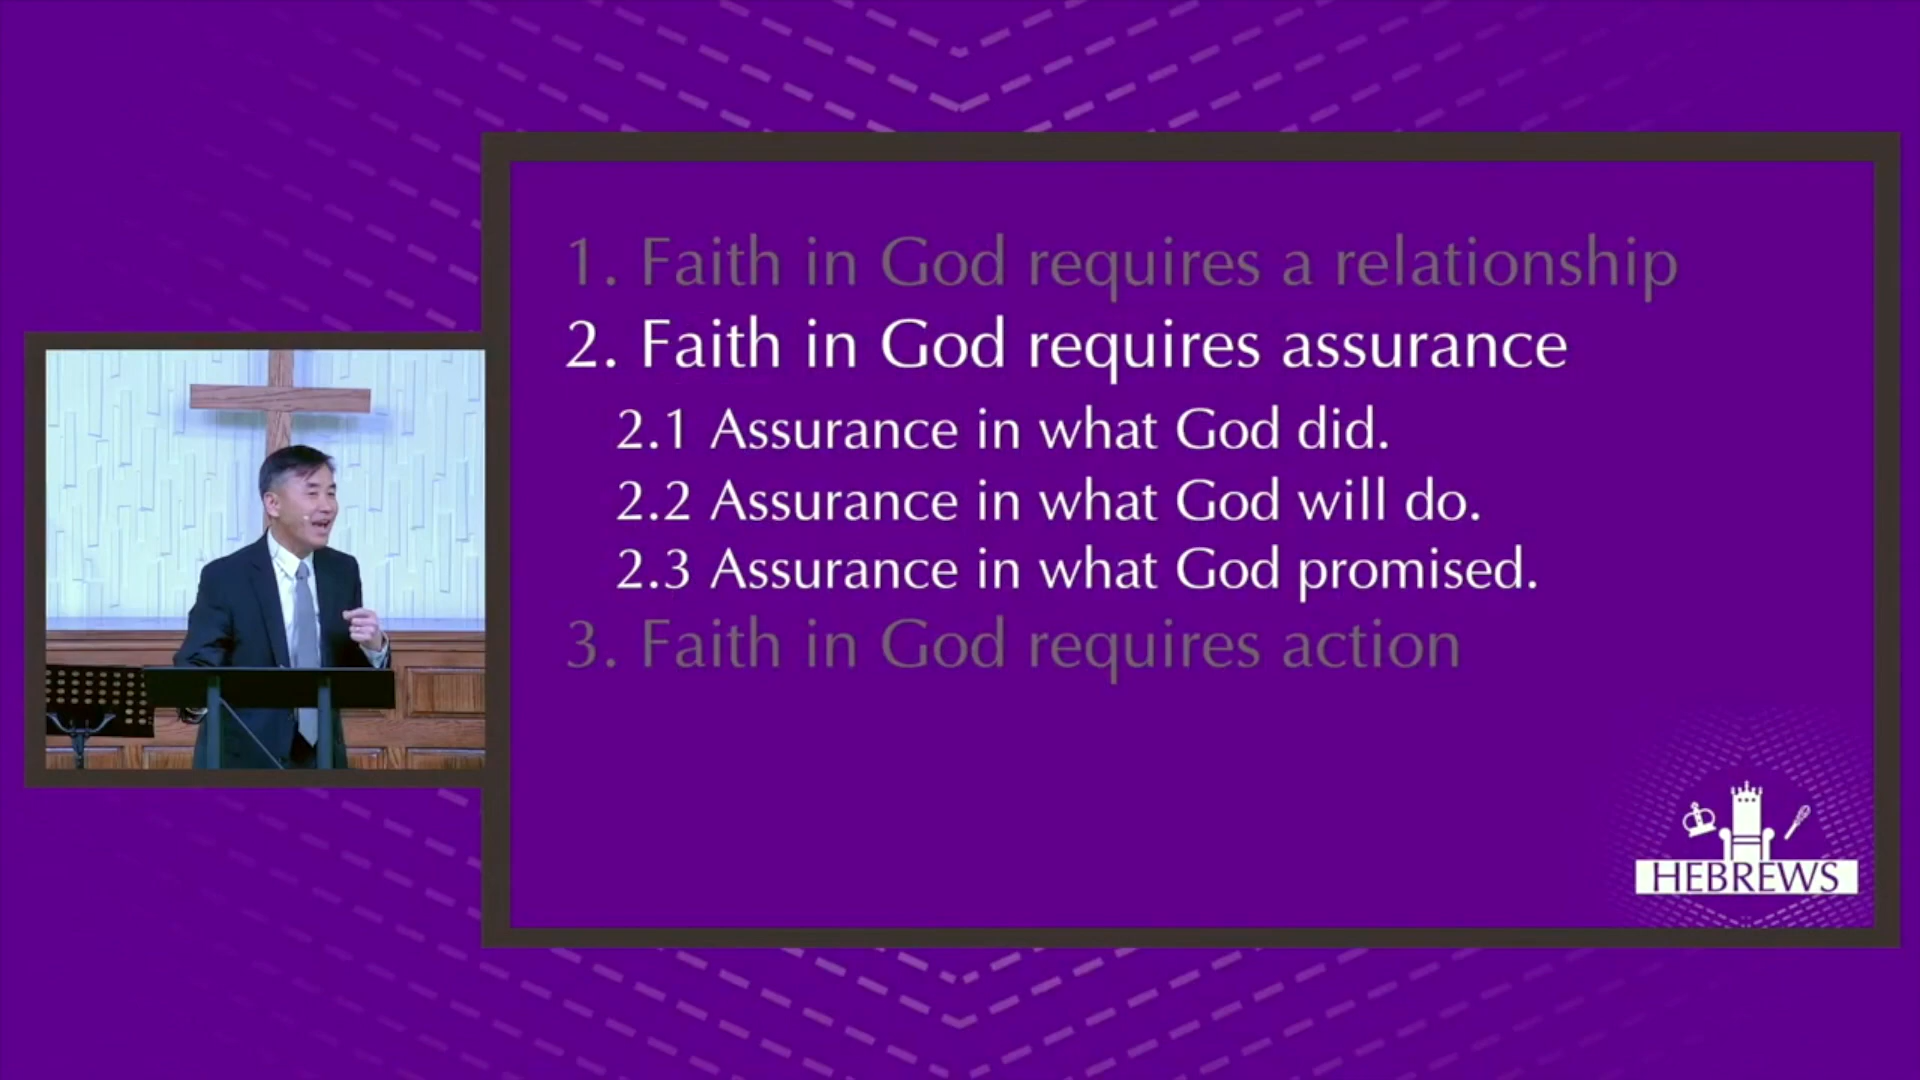 1. Faith in God requires a relationship
2. Faith in God requires assurance
2.1 Assurance in what God did.
2.2 Assurance in what God will do.
2.3 Assurance in what God promised.
3. Faith in God requires action
HEBREWS